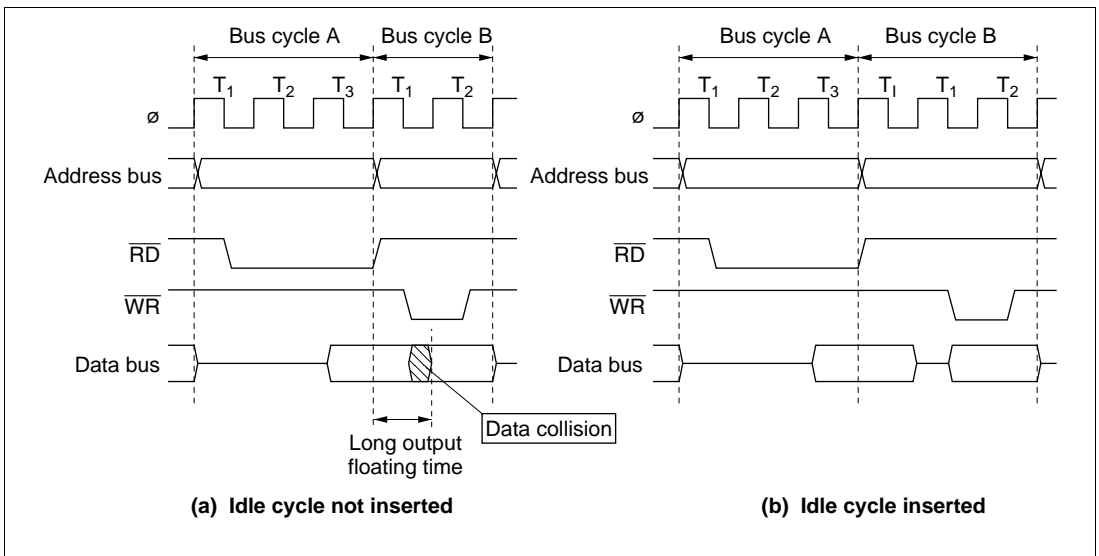 Bus cycle A Bus cycle B
T1 T2 T3 T1 T2
ø
Address bus
RD
WR
Data bus
Long output
floating time
Data collision
(a) Idle cycle not inserted
Bus cycle A Bus cycle B
T1 T2 T3 TI T1 T2
ø
Address bus
RD
WR
Data bus
(b) Idle cycle inserted